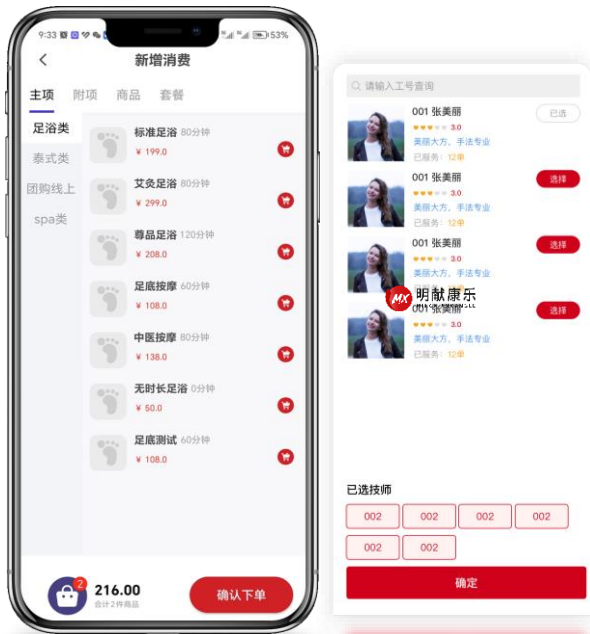 9:33
53%
新增消费
主项 附项 商品 套餐
足浴类
泰式类
团购线上
spa类
标准足浴 80分钟
¥ 199.0
艾灸足浴 80分钟
¥ 299.0
尊品足浴 120分钟
¥ 208.0
足底按摩 60分钟
¥ 108.0
中医按摩 80分钟
¥ 138.0
无时长足浴 0分钟
¥ 50.0
足底测试 60分钟
¥ 108.0
2
216.00
合计2件商品
确认下单
请输入工号查询
001 张美丽
已选
3.0
美丽大方、手法专业
已服务：12单
001 张美丽
选择
3.0
美丽大方、手法专业
已服务：12单
001 张美丽
选择
3.0
美丽大方、手法专业
MX 明献康乐
001 张美丽
选择
3.0
美丽大方、手法专业
已服务：12单
已选技师
002 002 002 002
002 002
确定